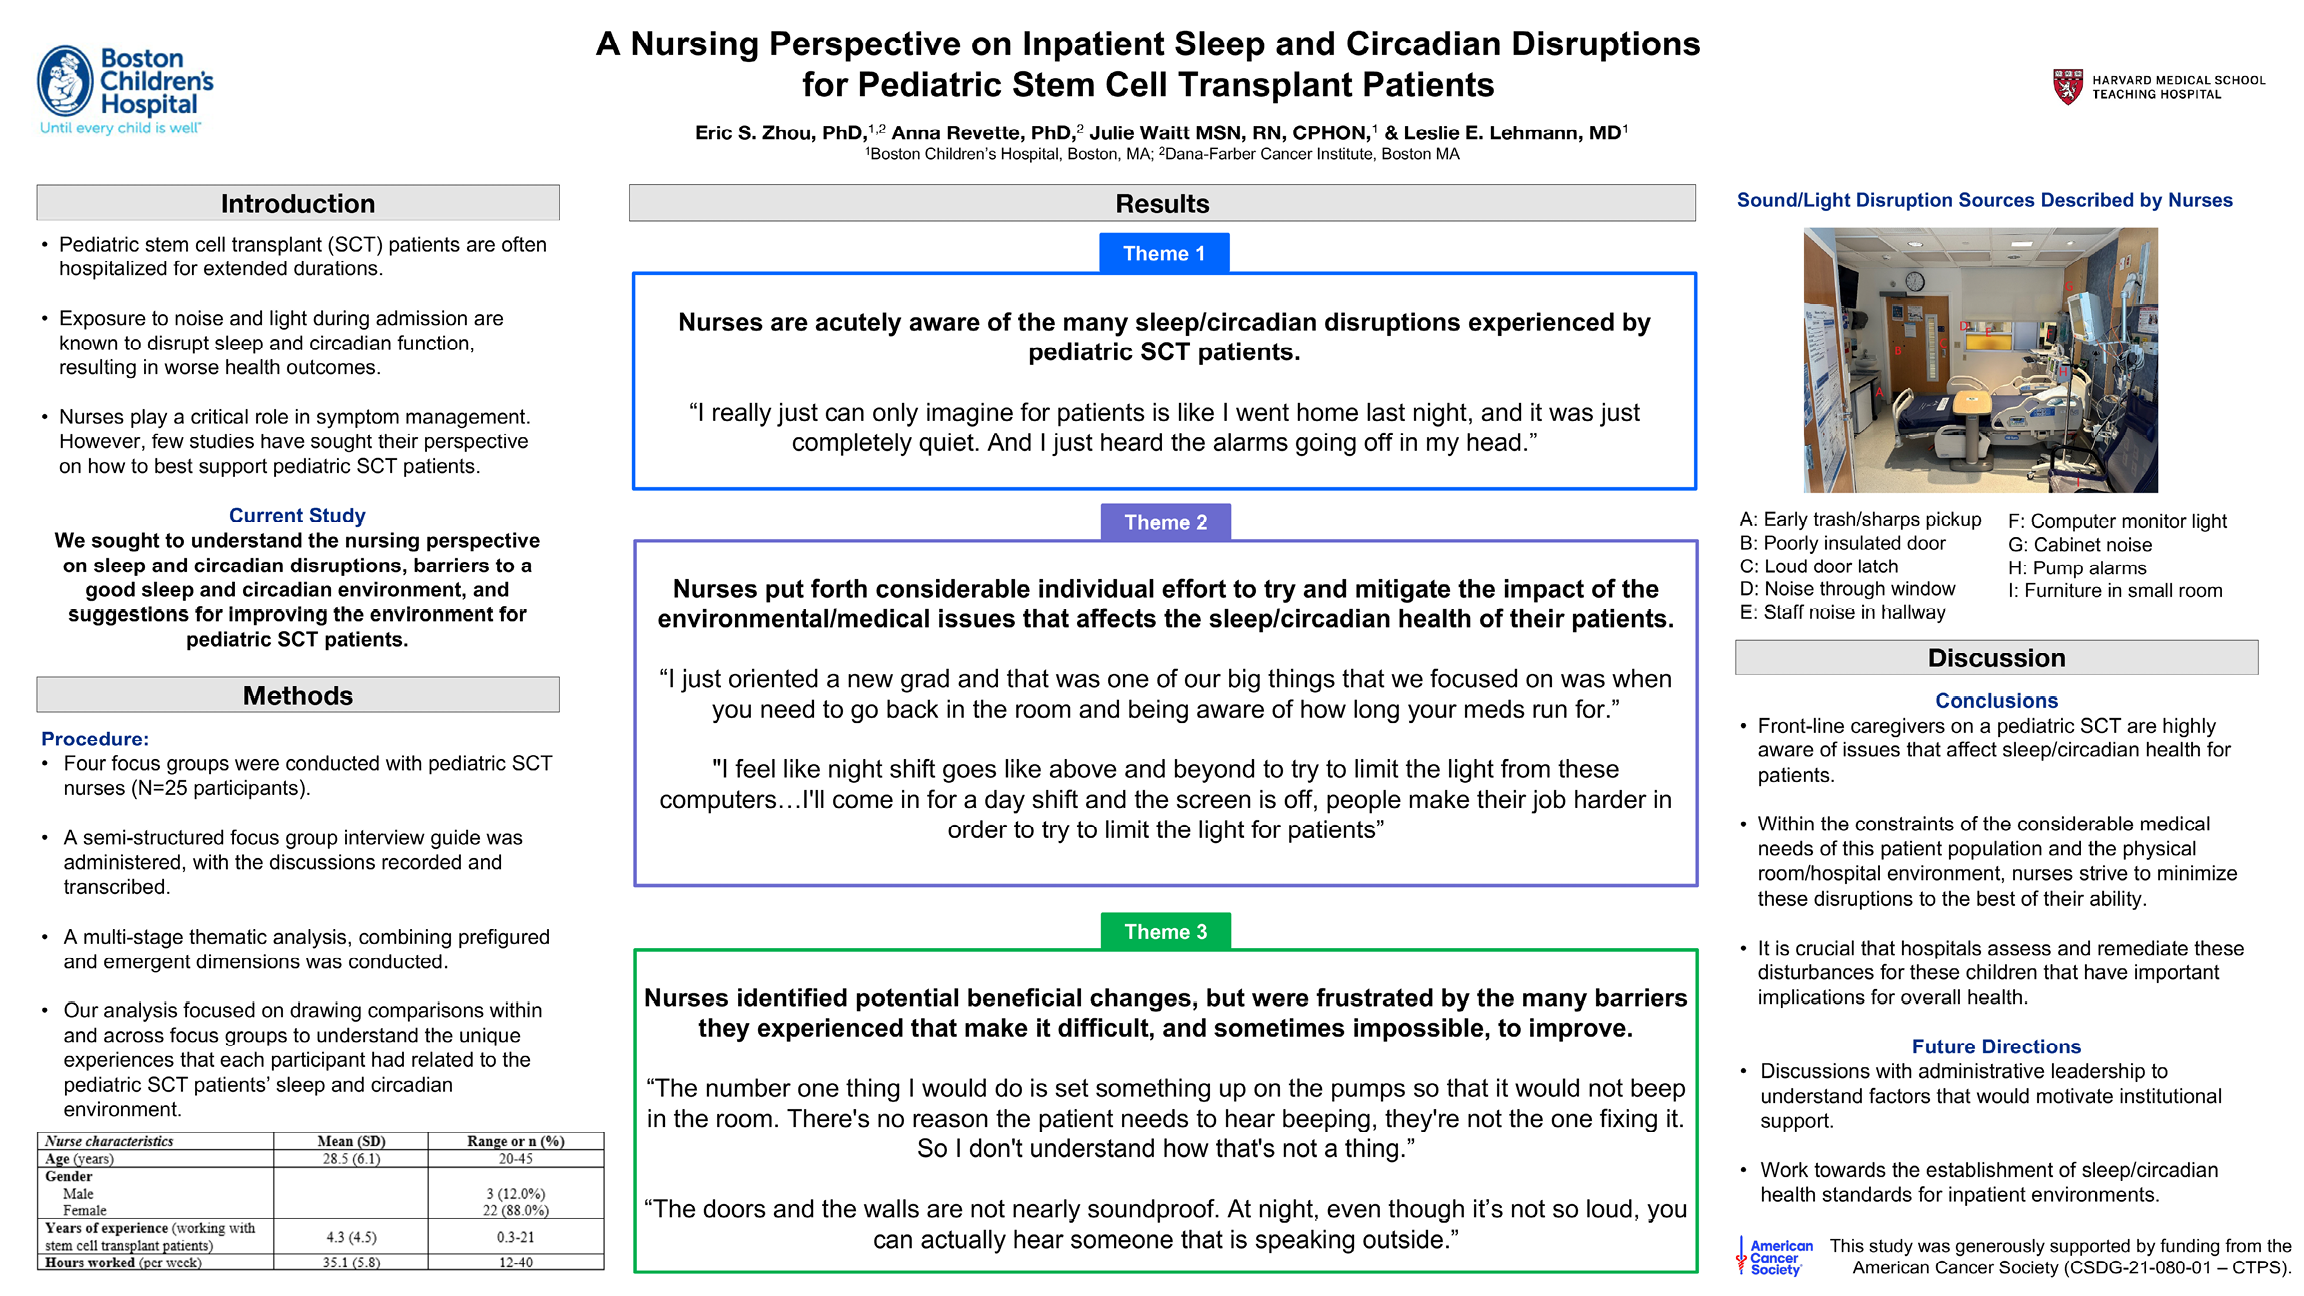 Boston
Children's
Hospital
Until every child is well™
A Nursing Perspective on Inpatient Sleep and Circadian Disruptions
for Pediatric Stem Cell Transplant Patients
Eric S. Zhou, PhD,1,2 Anna Revette, PhD,2 Julie Waitt MSN, RN, CPHON,1 & Leslie E. Lehmann, MD1
1Boston Children's Hospital, Boston, MA; 2Dana-Farber Cancer Institute, Boston MA
HARVARD MEDICAL SCHOOL
TEACHING HOSPITAL
Introduction
• Pediatric stem cell transplant (SCT) patients are often
hospitalized for extended durations.
• Exposure to noise and light during admission are
known to disrupt sleep and circadian function,
resulting in worse health outcomes.
• Nurses play a critical role in symptom management.
However, few studies have sought their perspective
on how to best support pediatric SCT patients.
Current Study
We sought to understand the nursing perspective
on sleep and circadian disruptions, barriers to a
good sleep and circadian environment, and
suggestions for improving the environment for
pediatric SCT patients.
Methods
Procedure:
• Four focus groups were conducted with pediatric SCT
nurses (N=25 participants).
• A semi-structured focus group interview guide was
administered, with the discussions recorded and
transcribed.
• A multi-stage thematic analysis, combining prefigured
and emergent dimensions was conducted.
• Our analysis focused on drawing comparisons within
and across focus groups to understand the unique
experiences that each participant had related to the
pediatric SCT patients' sleep and circadian
environment.
Nurse characteristics Mean (SD) Range or n (%)
Age (years) 28.5 (6.1) 20-45
Gender
Male 3 (12.0%)
Female 22 (88.0%)
Years of experience (working with
stem cell transplant patients) 4.3 (4.5) 0.3-21
Hours worked (per week) 35.1 (5.8) 12-40
Results
Theme 1
Nurses are acutely aware of the many sleep/circadian disruptions experienced by
pediatric SCT patients.
“I really just can only imagine for patients is like I went home last night, and it was just
completely quiet. And I just heard the alarms going off in my head.”
Theme 2
Nurses put forth considerable individual effort to try and mitigate the impact of the
environmental/medical issues that affects the sleep/circadian health of their patients.
“I just oriented a new grad and that was one of our big things that we focused on was when
you need to go back in the room and being aware of how long your meds run for.”
"I feel like night shift goes like above and beyond to try to limit the light from these
computers…I'll come in for a day shift and the screen is off, people make their job harder in
order to try to limit the light for patients”
Theme 3
Nurses identified potential beneficial changes, but were frustrated by the many barriers
they experienced that make it difficult, and sometimes impossible, to improve.
“The number one thing I would do is set something up on the pumps so that it would not beep
in the room. There's no reason the patient needs to hear beeping, they're not the one fixing it.
So I don't understand how that's not a thing.”
“The doors and the walls are not nearly soundproof. At night, even though it's not so loud, you
can actually hear someone that is speaking outside.”
Sound/Light Disruption Sources Described by Nurses
A
B
C
D
E
F
G
H
I
A: Early trash/sharps pickup
B: Poorly insulated door
C: Loud door latch
D: Noise through window
E: Staff noise in hallway
F: Computer monitor light
G: Cabinet noise
H: Pump alarms
I: Furniture in small room
Discussion
Conclusions
• Front-line caregivers on a pediatric SCT are highly
aware of issues that affect sleep/circadian health for
patients.
• Within the constraints of the considerable medical
needs of this patient population and the physical
room/hospital environment, nurses strive to minimize
these disruptions to the best of their ability.
• It is crucial that hospitals assess and remediate these
disturbances for these children that have important
implications for overall health.
Future Directions
• Discussions with administrative leadership to
understand factors that would motivate institutional
support.
• Work towards the establishment of sleep/circadian
health standards for inpatient environments.
American
Cancer
Society
This study was generously supported by funding from the
American Cancer Society (CSDG-21-080-01 – CTPS).